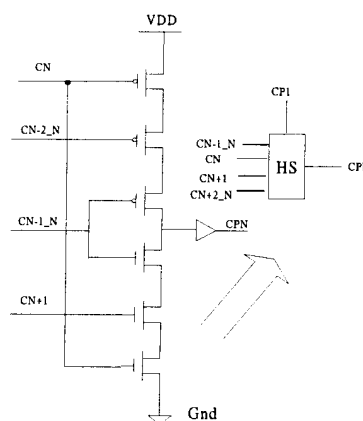 VDD
CN
CP1
CN-2_N
CN-1_N
CN
HS
CP
CN+1
CN+2_N
CN-1_N
CPN
CN+1
Gnd